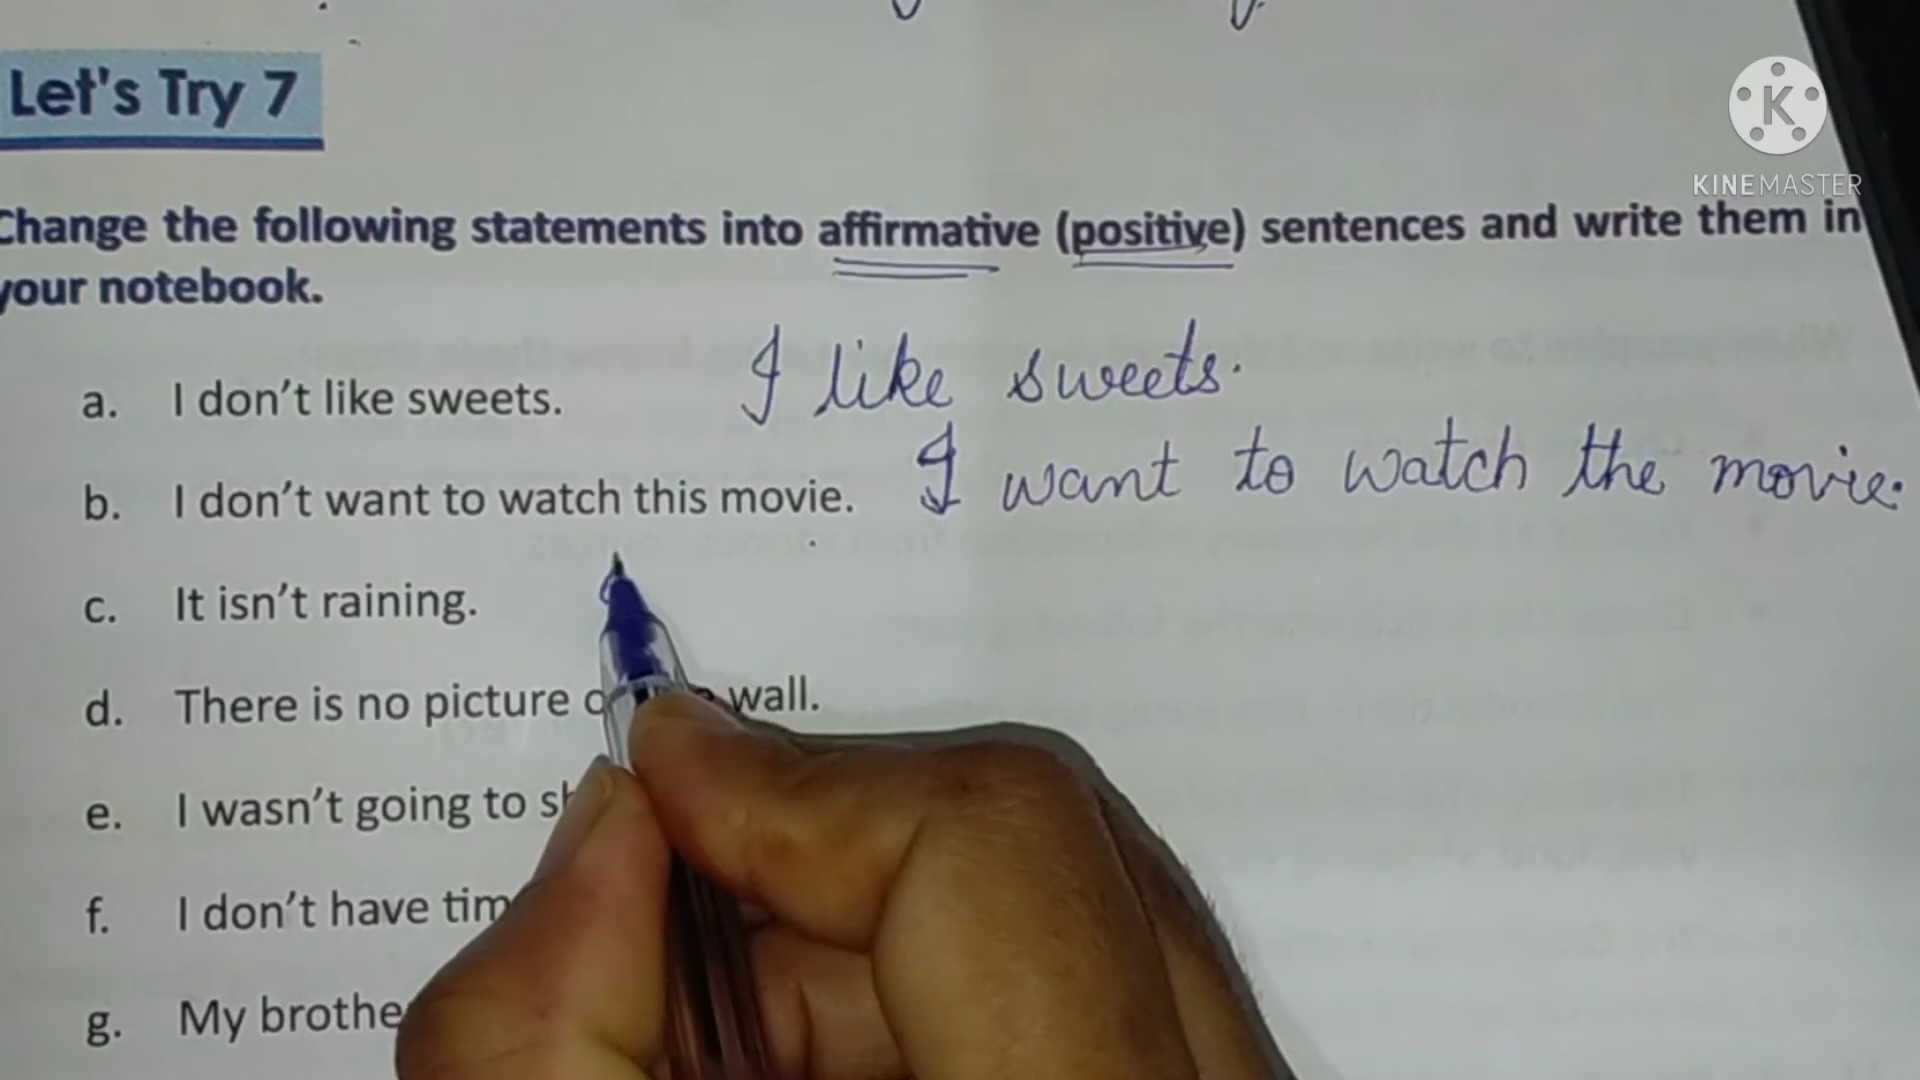 Let's Try 7
KINEMASTER
Change the following statements into affirmative (positive) sentences and write them in
your notebook.
a. I don't like sweets. I like sweets.
b. I don't want to watch this movie. I want to watch the movie.
c. It isn't raining.
d. There is no picture wall.
e. I wasn't going to
f. I don't have
g. My